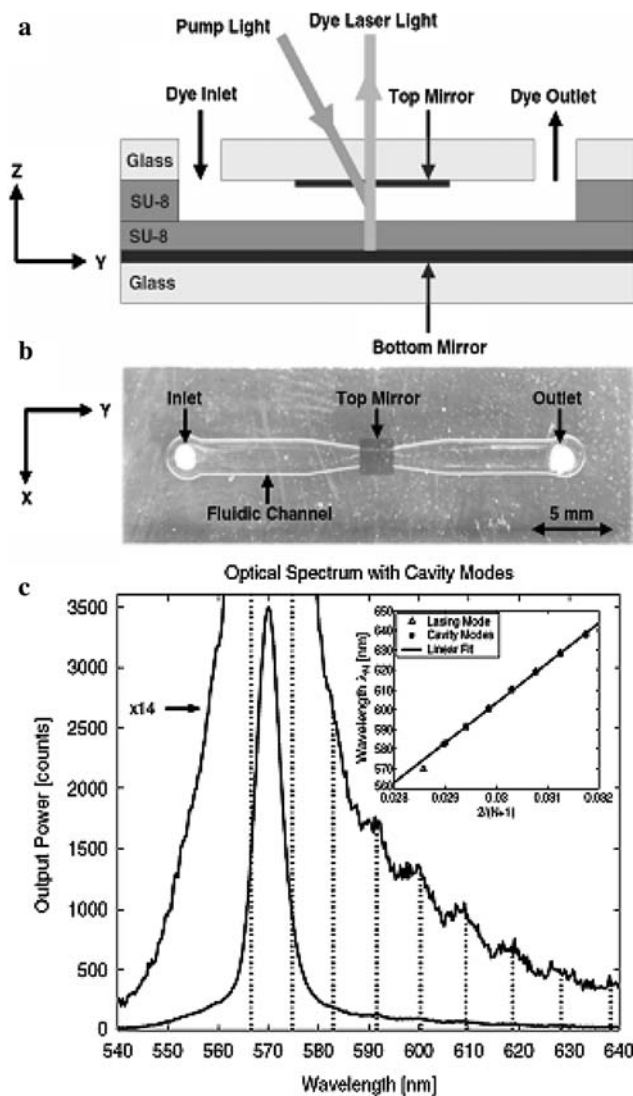 a
Pump Light
Dye Laser Light
Dye Inlet
Top Mirror
Dye Outlet
Z
Glass
SU-8
SU-8
Y
Glass
Bottom Mirror
b
Y
X
Inlet
Top Mirror
Outlet
Fluidic Channel
5 mm
c
Optical Spectrum with Cavity Modes
Output Power [counts]
3500
3000
2500
2000
1500
1000
500
0
x14
540 550 560 570 580 590 600 610 620 630 640
Wavelength [nm]
Wavelength λN [nm]
650
640
630
620
610
600
590
580
570
560
Lasing Mode
Cavity Modes
Linear Fit
0.028 0.029 0.03 0.031 0.032
2/(N+1)